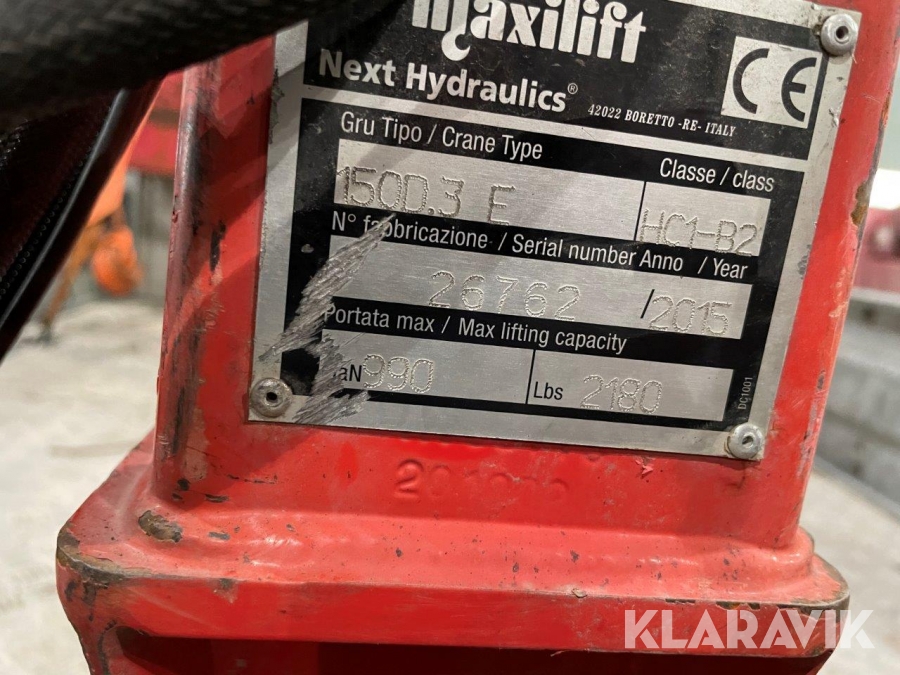 maxilift
Next Hydraulics®
42022 BORETTO -RE- ITALY
CE
Gru Tipo / Crane Type
Classe / class
150D.3 E
HC1-B2
N° fabbricazione / Serial number Anno / Year
26762 /2015
Portata max / Max lifting capacity
daN 990 Lbs 2180
DC1001
KLARAVIK